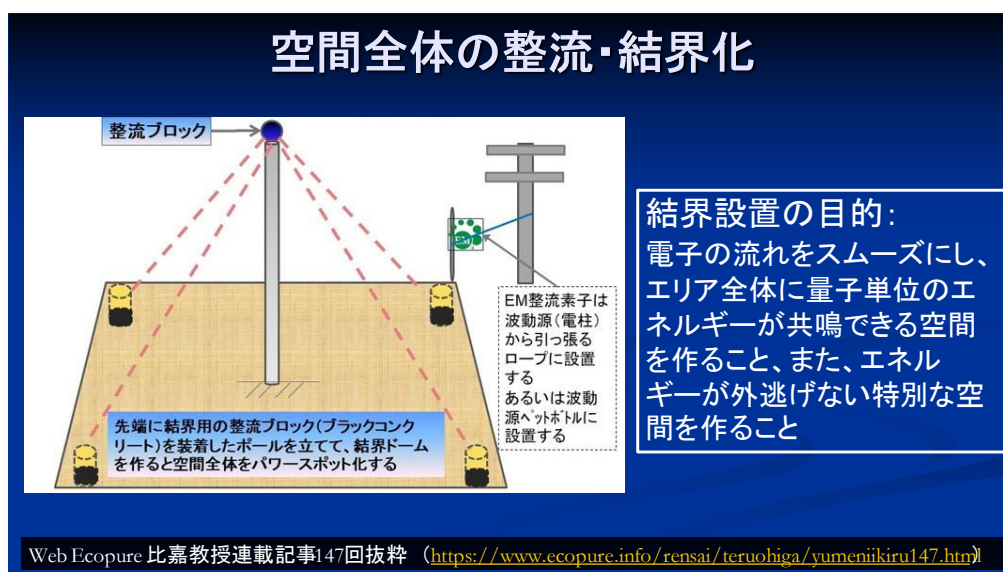 空間全体の整流・結界化
整流ブロック
EM整流素子は
波動源（電柱）
から引っ張る
ロープに設置
する
あるいは波動
源ペットボトルに
設置する
先端に結界用の整流ブロック（ブラックコンク
リート）を装着したポールを立てて、結界ドーム
を作ると空間全体をパワースポット化する
結界設置の目的：
電子の流れをスムーズにし、
エリア全体に量子単位のエ
ネルギーが共鳴できる空間
を作ること、また、エネル
ギーが外逃げない特別な空
間を作ること
Web Ecopure 比嘉教授連載記事147回抜粋 （https://www.ecopure.info/rensai/teruohiga/yumeniikiru147.html）